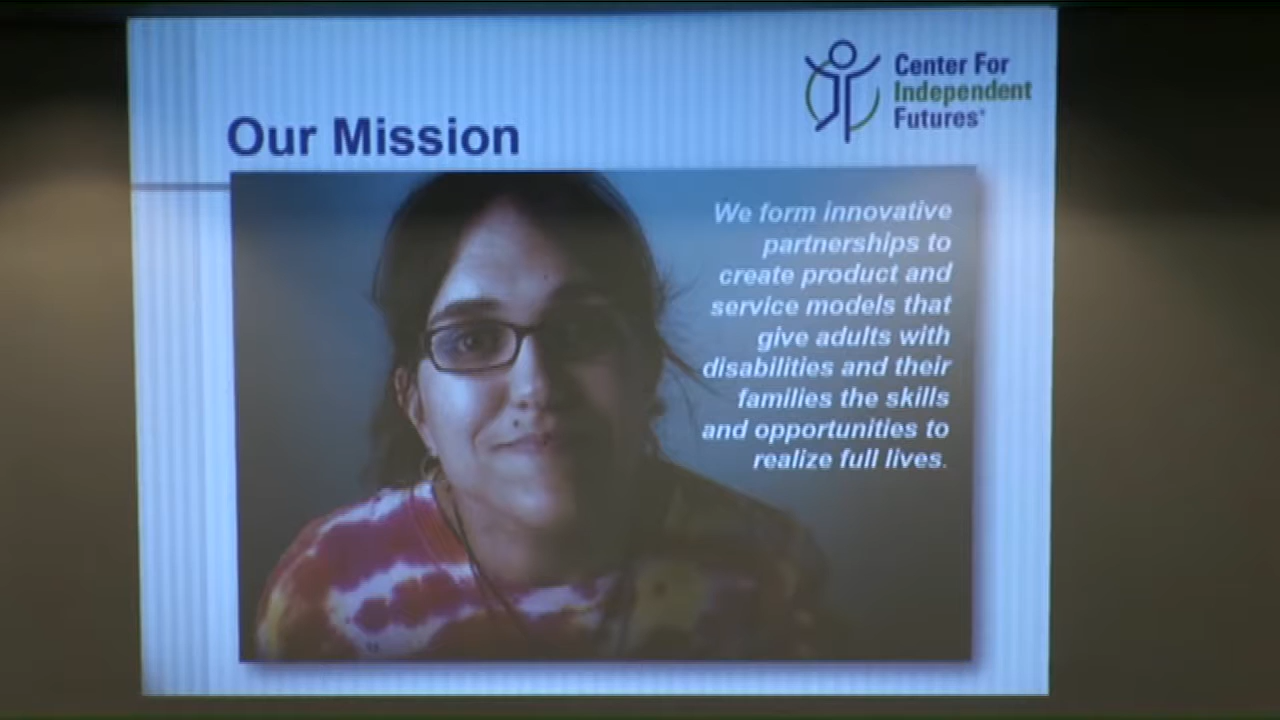 Center For
Independent
Futures®
Our Mission
We form innovative
partnerships to
create product and
service models that
give adults with
disabilities and their
families the skills
and opportunities to
realize full lives.